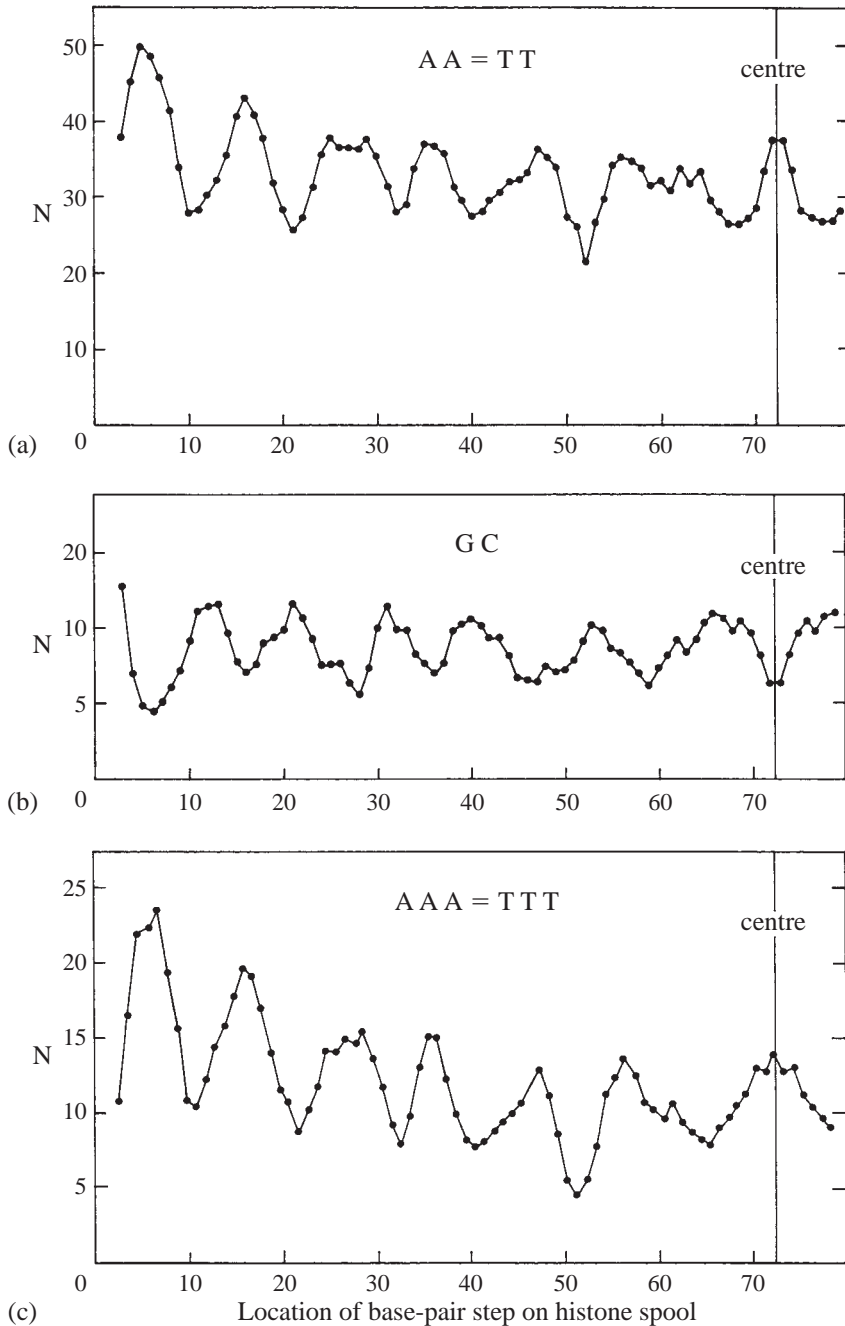 50
A A = T T
centre
40
30
N
20
10
0
(a)
10 20 30 40 50 60 70
G C
20
centre
10
N
5
0
(b)
10 20 30 40 50 60 70
25
A A A = T T T
centre
20
15
N
10
5
0
10 20 30 40 50 60 70
(c)
Location of base-pair step on histone spool